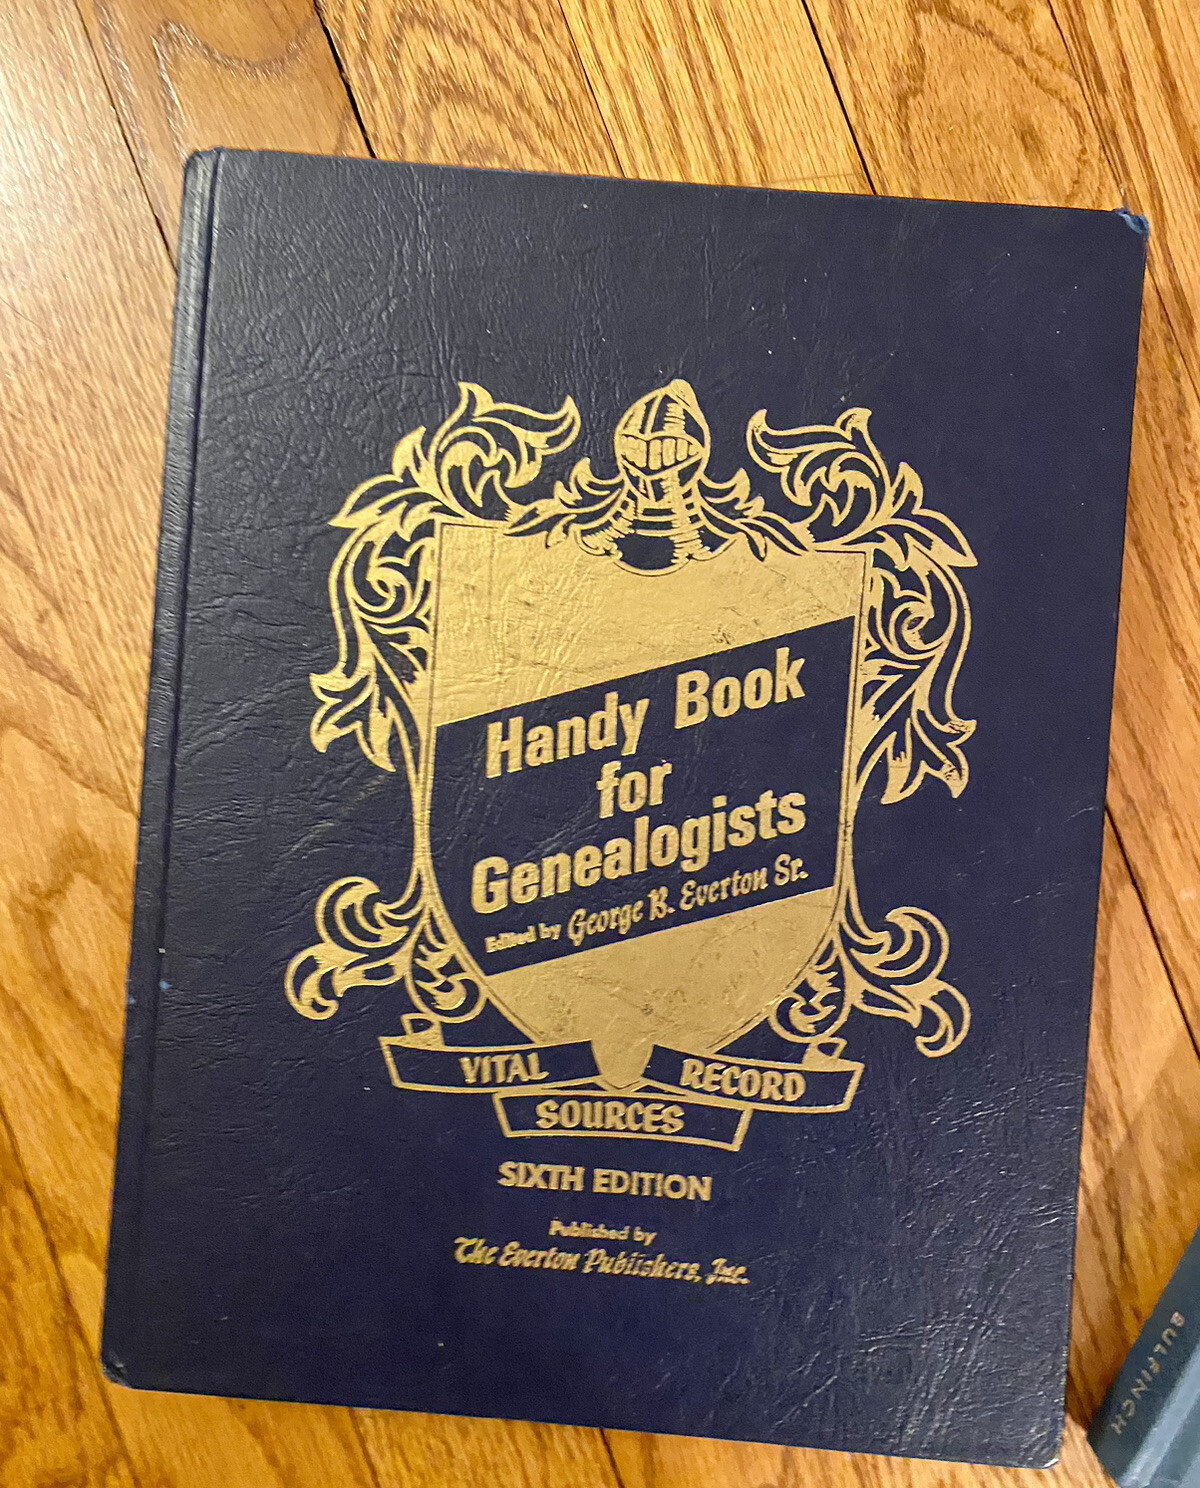 Handy Book
for
Genealogists
Edited by George B. Everton Sr.
VITAL RECORD
SOURCES
SIXTH EDITION
Published by
The Everton Publishers, Inc.
BULFINCH